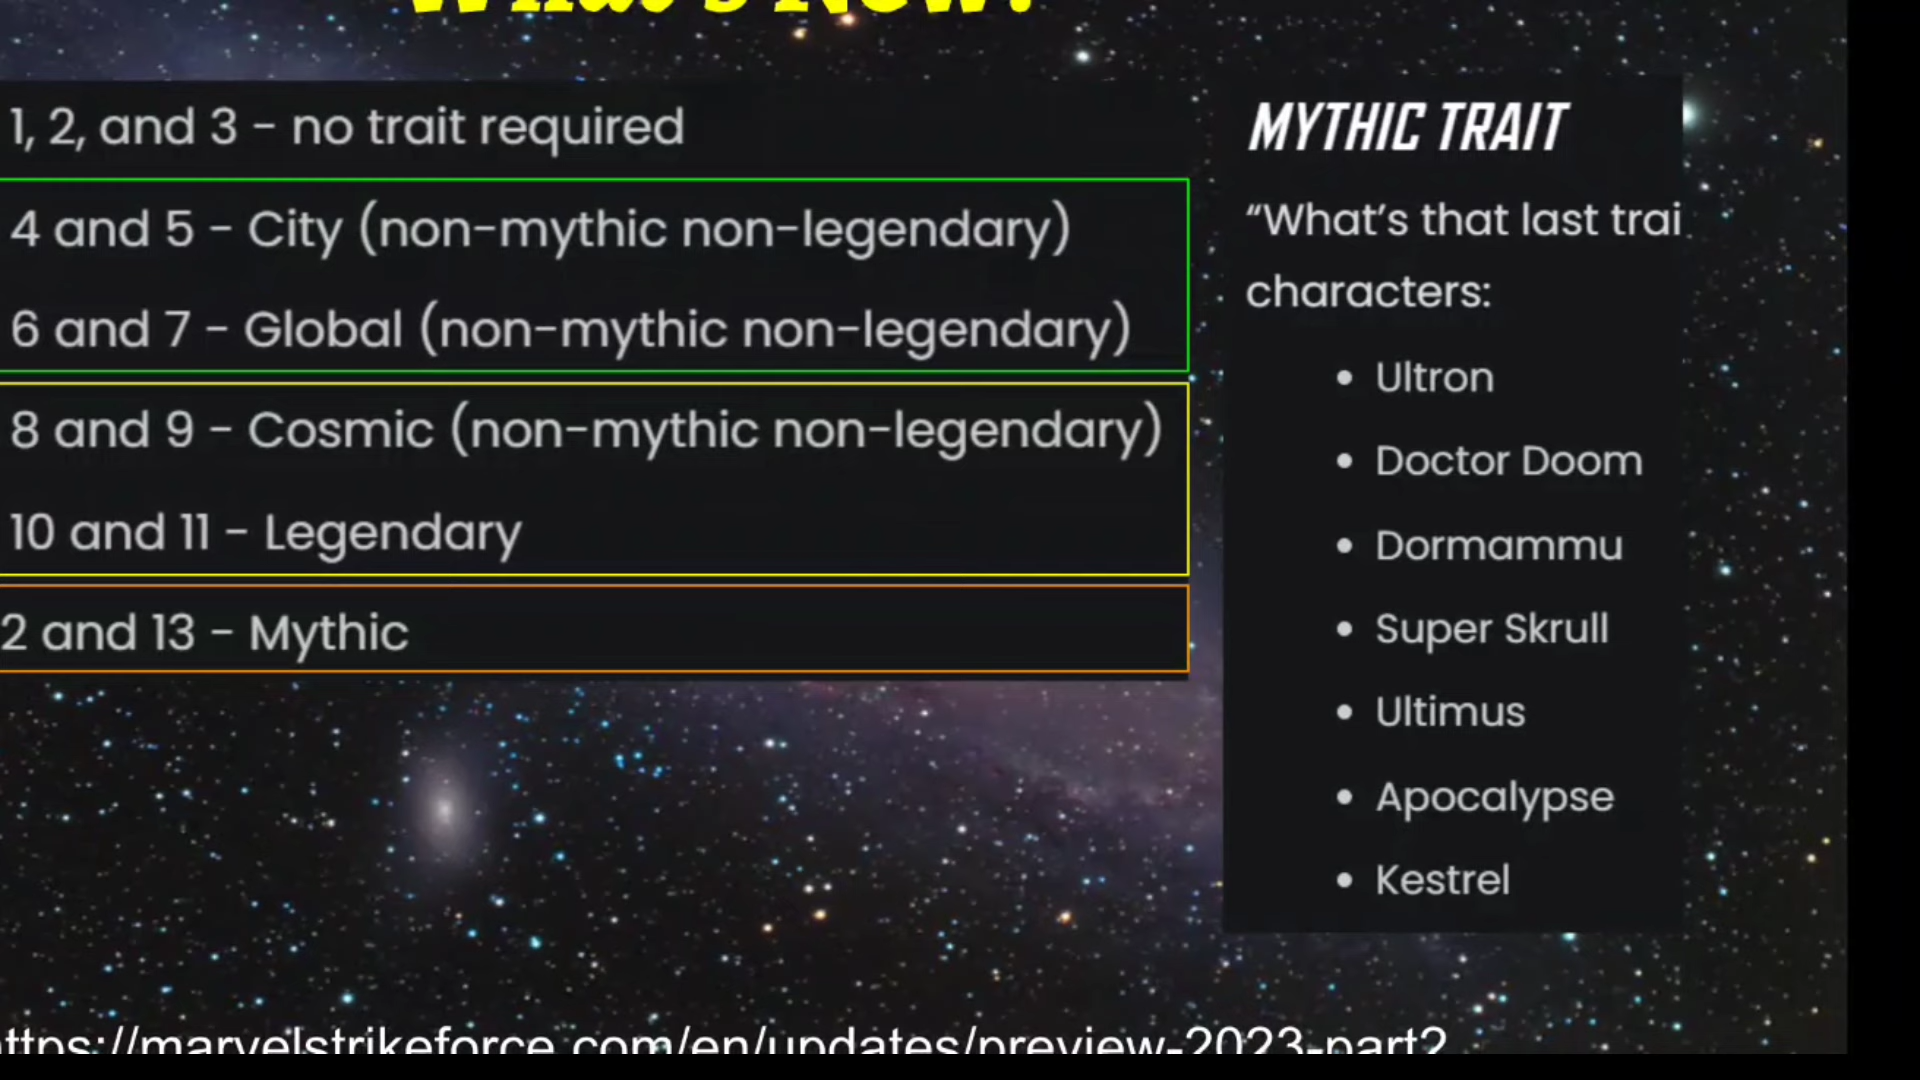 What's New?
1, 2, and 3 - no trait required
4 and 5 - City (non-mythic non-legendary)
6 and 7 - Global (non-mythic non-legendary)
8 and 9 - Cosmic (non-mythic non-legendary)
10 and 11 - Legendary
2 and 13 - Mythic
MYTHIC TRAIT
“What’s that last trai
characters:
• Ultron
• Doctor Doom
• Dormammu
• Super Skrull
• Ultimus
• Apocalypse
• Kestrel
ttps://marvelstrikeforce.com/en/updates/preview-2023-part2